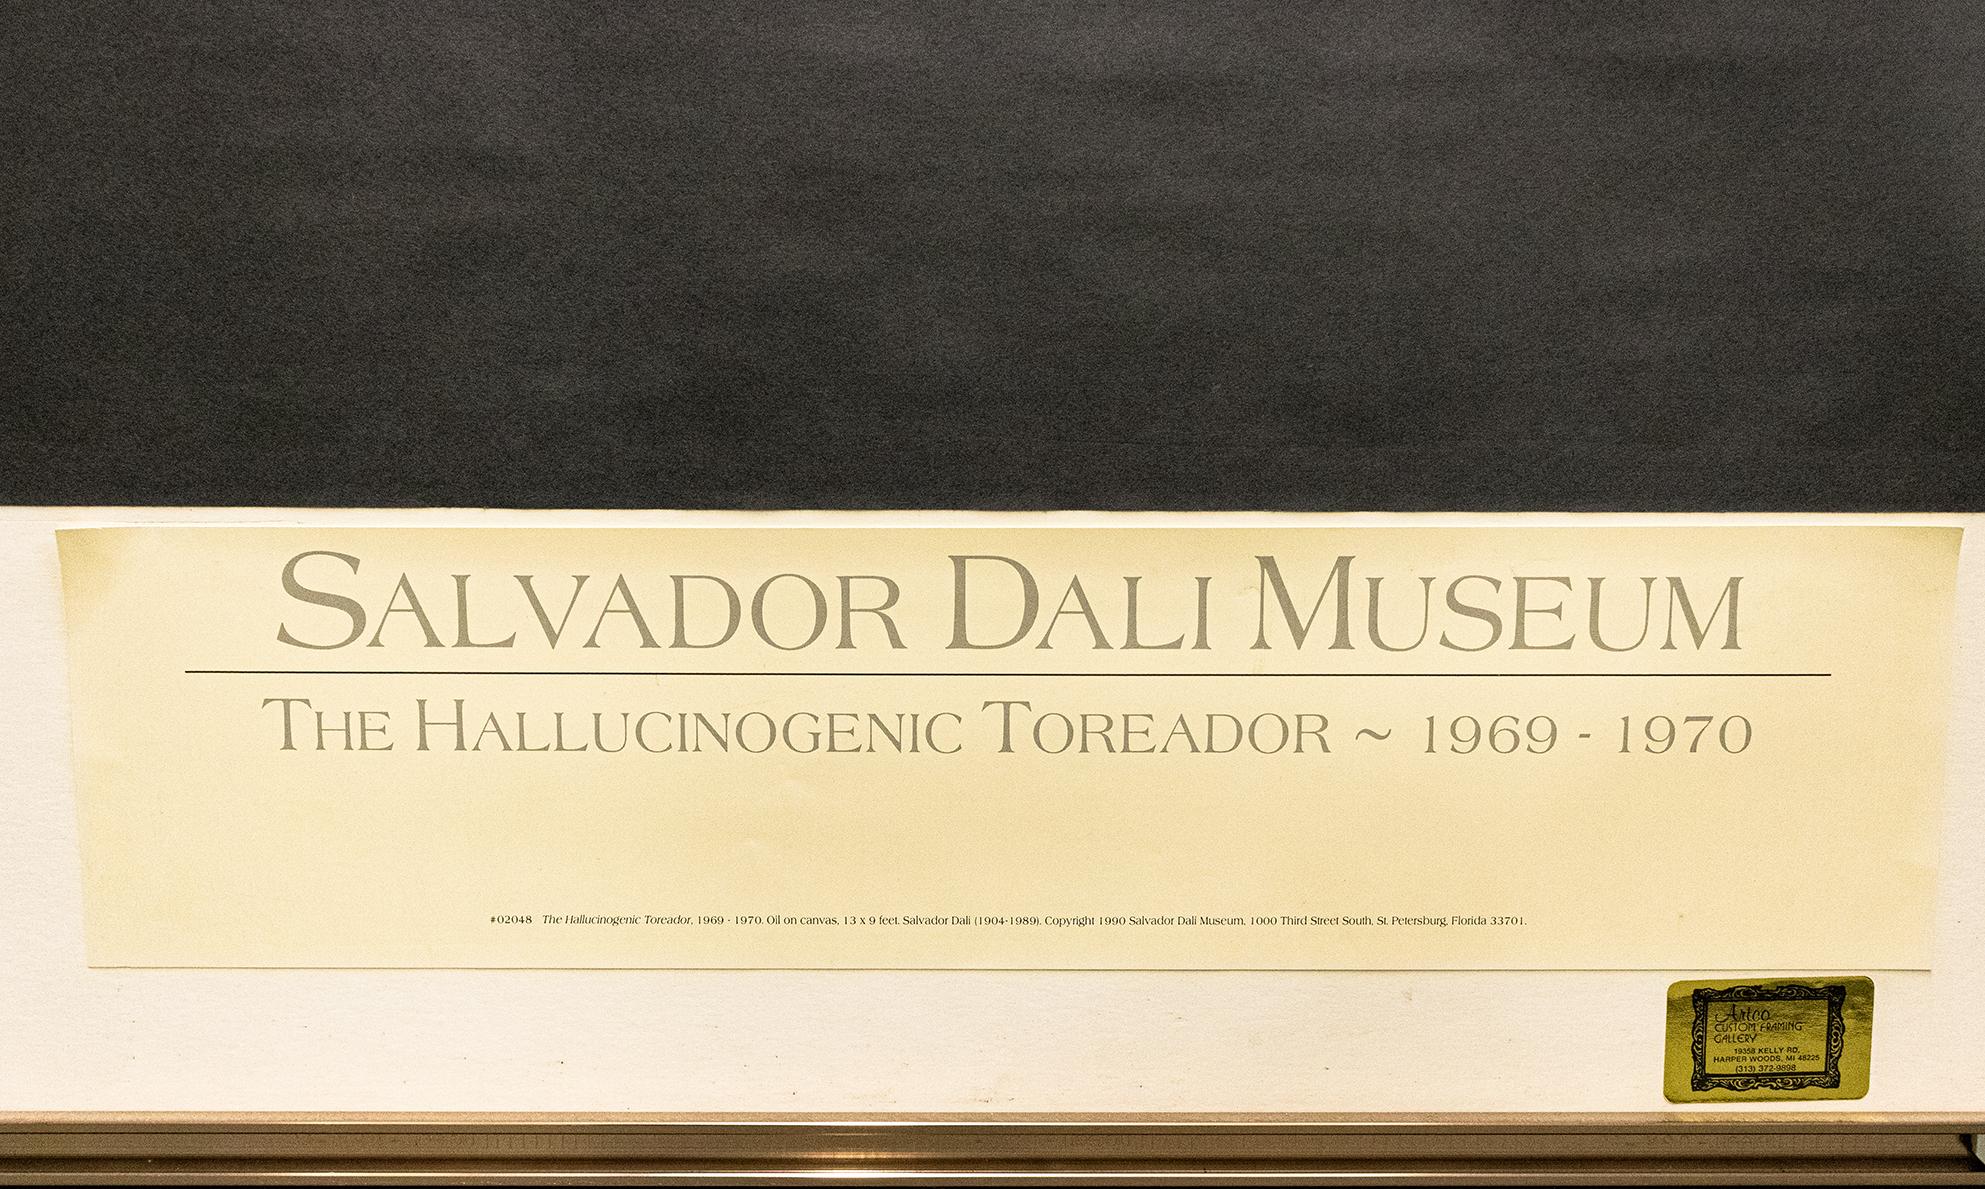 SALVADOR DALI MUSEUM
THE HALLUCINOGENIC TOREADOR ~ 1969 - 1970
#02048 The Hallucinogenic Toreador, 1969 - 1970. Oil on canvas, 13 x 9 feet. Salvador Dali (1904-1989). Copyright 1990 Salvador Dali Museum, 1000 Third Street South, St. Petersburg, Florida 33701.
Artco
CUSTOM FRAMING
GALLERY
19358 KELLY RD.
HARPER WOODS, MI 48225
(313) 372-9898